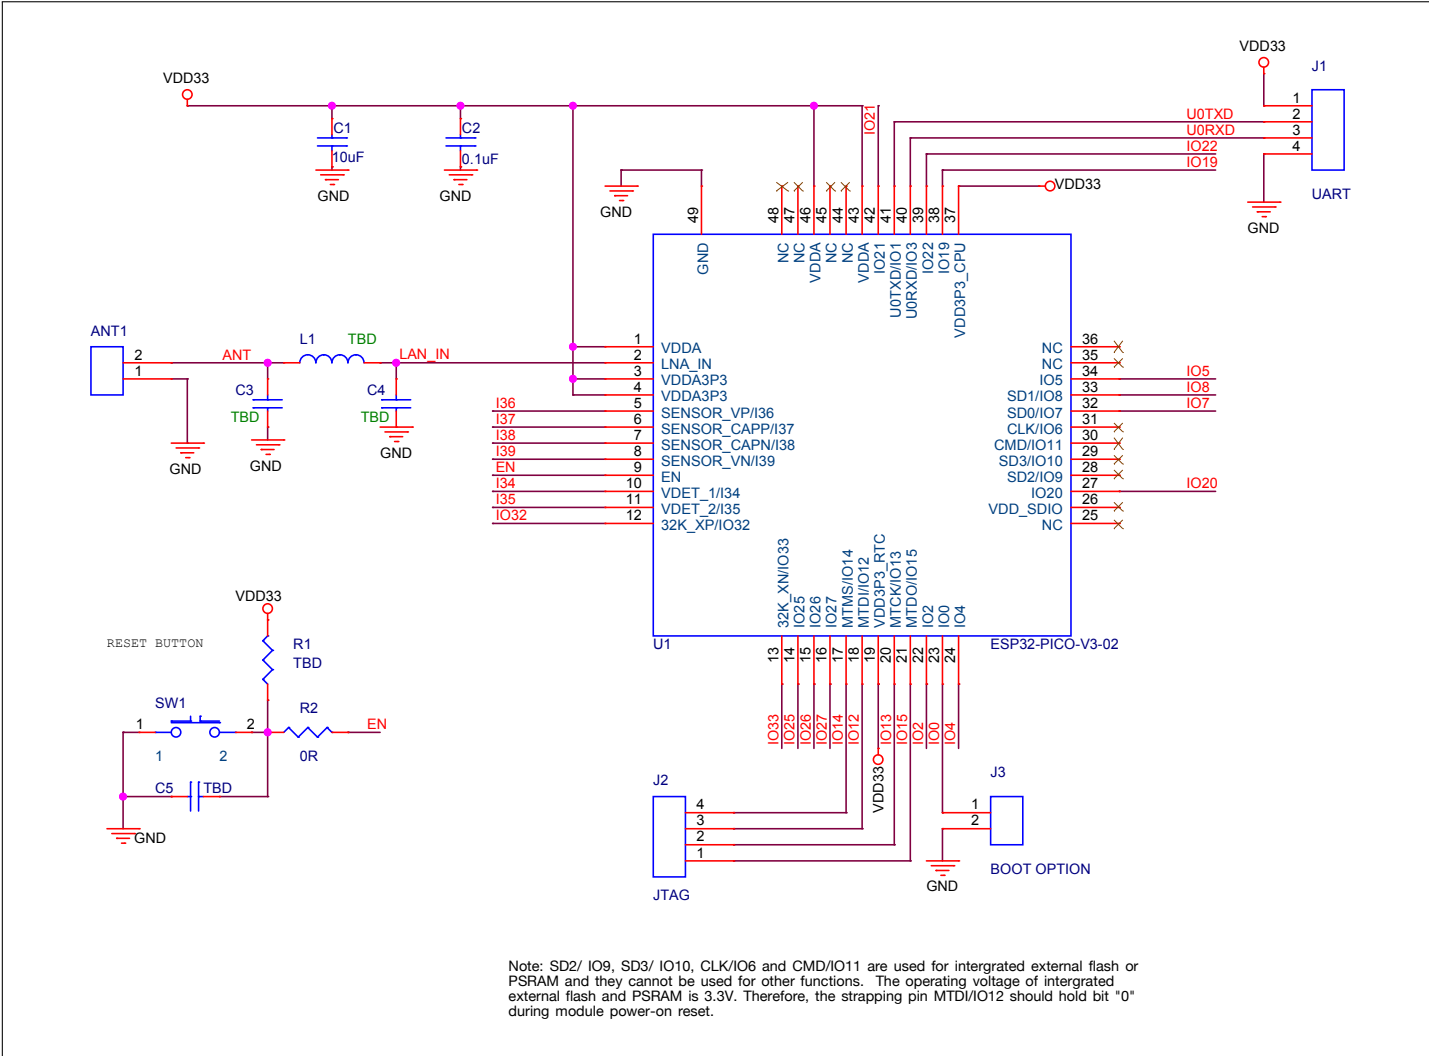 VDD33
VDD33
J1
C1
10uF
GND
C2
0.1uF
GND
IO21
U0TXD
U0RXD
IO22
IO19
1
2
3
4
UART
GND
VDD33
GND
49
48
47
46
45
44
43
42
41
40
39
38
37
GND
NC
NC
VDDA
NC
NC
VDDA
IO21
U0TXD/IO1
U0RXD/IO3
IO22
IO19
VDD3P3_CPU
ANT1
2
1
ANT
L1
TBD
LAN_IN
C3
TBD
C4
TBD
GND
GND
GND
1 VDDA
2 LNA_IN
3 VDDA3P3
4 VDDA3P3
I36 5 SENSOR_VP/I36
I37 6 SENSOR_CAPP/I37
I38 7 SENSOR_CAPN/I38
I39 8 SENSOR_VN/I39
EN 9 EN
I34 10 VDET_1/I34
I35 11 VDET_2/I35
IO32 12 32K_XP/IO32
NC 36
NC 35
IO5 34 IO5
SD1/IO8 33 IO8
SD0/IO7 32 IO7
CLK/IO6 31
CMD/IO11 30
SD3/IO10 29
SD2/IO9 28
IO20 27 IO20
VDD_SDIO 26
NC 25
32K_XN/IO33
IO25
IO26
IO27
MTMS/IO14
MTDI/IO12
VDD3P3_RTC
MTCK/IO13
MTDO/IO15
IO2
IO0
IO4
U1
ESP32-PICO-V3-02
13
14
15
16
17
18
19
20
21
22
23
24
IO33
IO25
IO26
IO27
IO14
IO12
VDD33
IO13
IO15
IO2
IO0
IO4
VDD33
RESET BUTTON
R1
TBD
SW1
1
2
1
2
R2
0R
EN
C5
TBD
GND
J2
4
3
2
1
JTAG
J3
1
2
GND
BOOT OPTION
Note: SD2/ IO9, SD3/ IO10, CLK/IO6 and CMD/IO11 are used for intergrated external flash or
PSRAM and they cannot be used for other functions. The operating voltage of intergrated
external flash and PSRAM is 3.3V. Therefore, the strapping pin MTDI/IO12 should hold bit "0"
during module power-on reset.